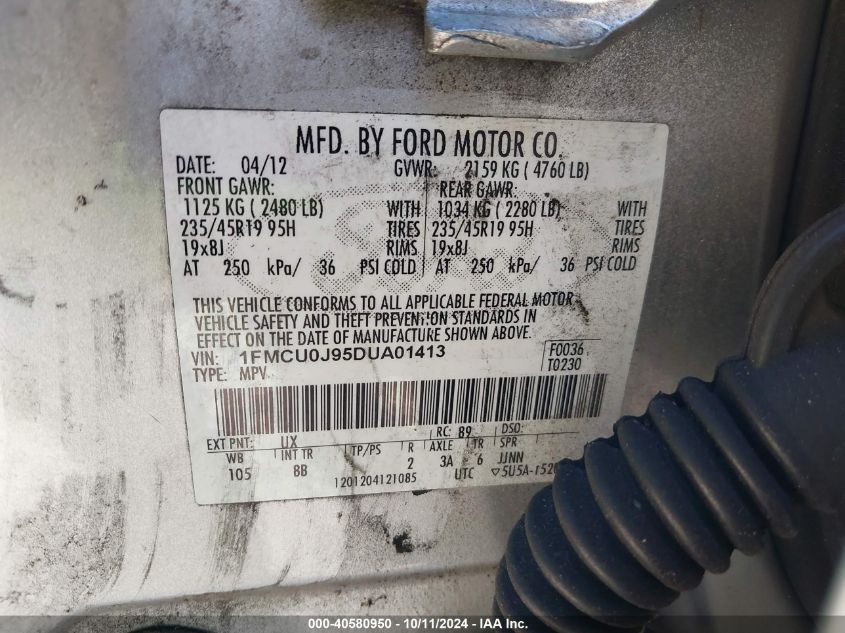 MFD. BY FORD MOTOR CO.
DATE: 04/12 GVWR: 2159 KG ( 4760 LB)
FRONT GAWR: REAR GAWR:
1125 KG ( 2480 LB) WITH 1034 KG ( 2280 LB) WITH
235/45R19 95H TIRES 235/45R19 95H TIRES
19x8J RIMS 19x8J RIMS
AT 250 kPa/ 36 PSI COLD AT 250 kPa/ 36 PSI COLD
THIS VEHICLE CONFORMS TO ALL APPLICABLE FEDERAL MOTOR
VEHICLE SAFETY AND THEFT PREVENTION STANDARDS IN
EFFECT ON THE DATE OF MANUFACTURE SHOWN ABOVE.
VIN: 1FMCU0J95DUA01413 F0036
TYPE: MPV T0230
EXT PNT: UX RC: 89 DSO:
WB INT TR TP/PS R AXLE TR SPR
105 BB 2 3A 6 JJNN
1201204121085 UTC ▽5U5A-1520
000-40580950 - 10/11/2024 - IAA Inc.